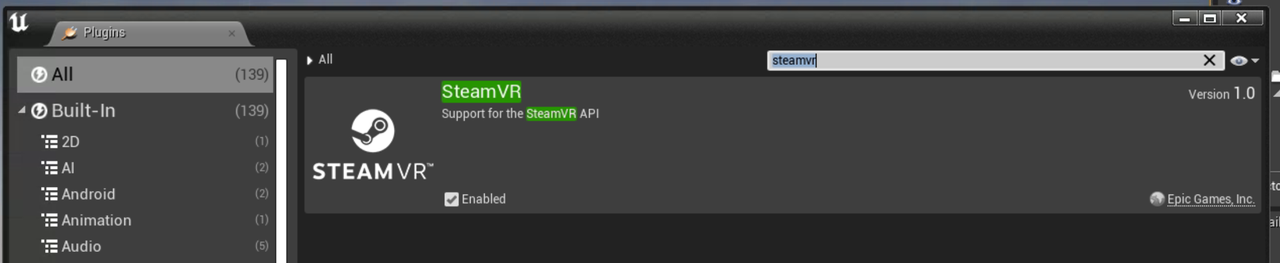 Plugins
All (139)
Built-In (139)
2D (1)
AI (2)
Android (2)
Animation (1)
Audio (5)
All
steamvr
SteamVR
Version 1.0
Support for the SteamVR API
STEAMVR™
Enabled
Epic Games, Inc.